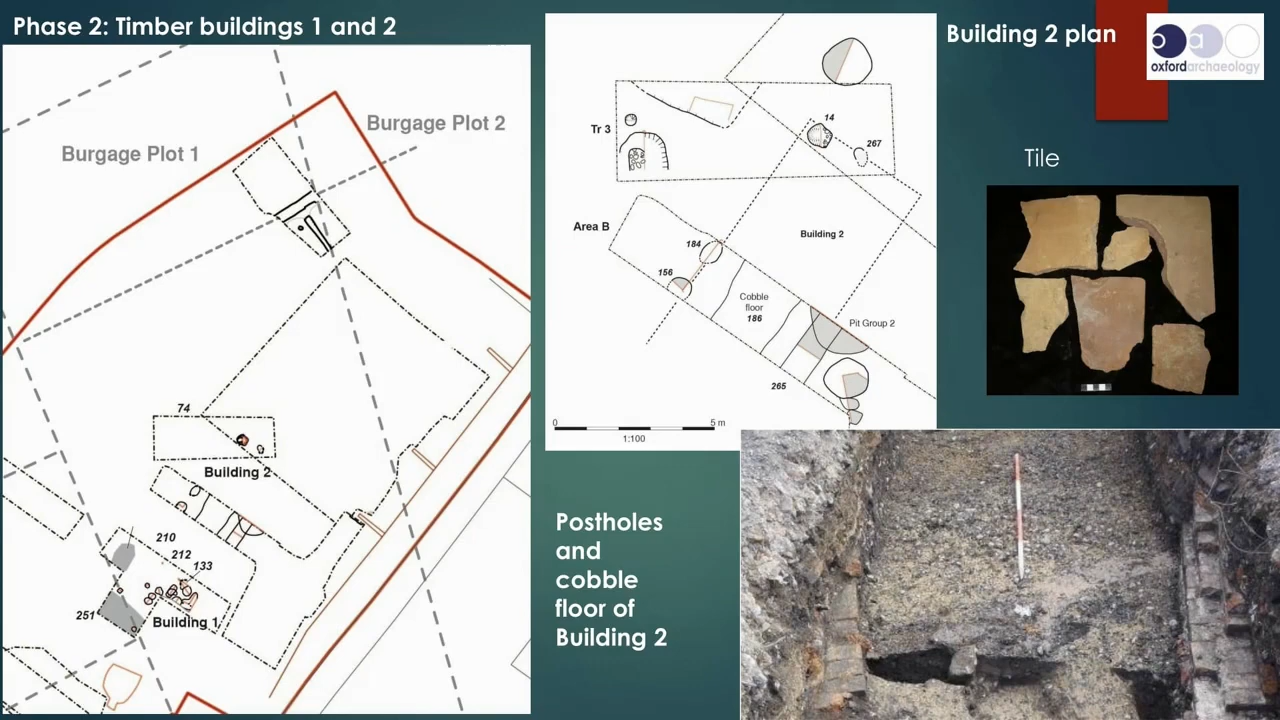 Phase 2: Timber buildings 1 and 2
Burgage Plot 1
Burgage Plot 2
74
Building 2
210
212
133
251
Building 1
Tr 3
14
267
Area B
184
Building 2
156
Cobble
floor
186
Pit Group 2
265
0
5 m
1:100
Building 2 plan
oa
oxfordarchaeology
Tile
Postholes
and
cobble
floor of
Building 2